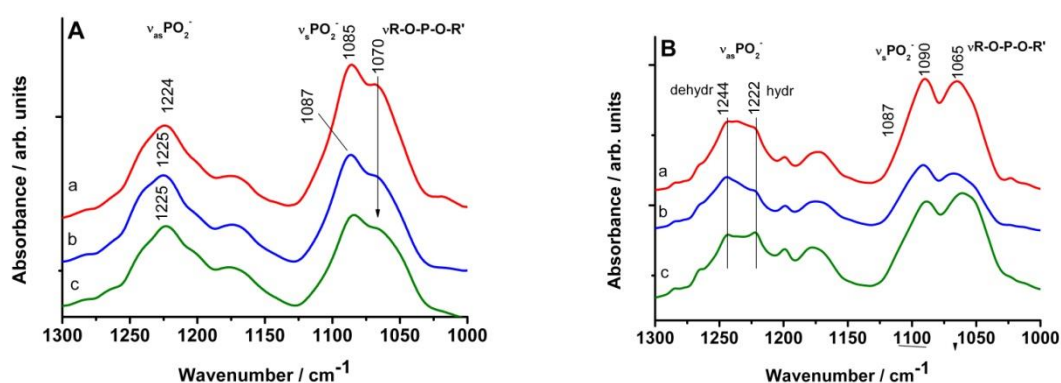 A
νasPO2-
νsPO2-
νR-O-P-O-R'
1224
1225
1225
1087
1085
1070
a
b
c
Absorbance / arb. units
1300 1250 1200 1150 1100 1050 1000
Wavenumber / cm-1
B
νasPO2-
νsPO2-
νR-O-P-O-R'
dehydr 1244 1222 hydr
1087
1090
1065
a
b
c
Absorbance / arb. units
1300 1250 1200 1150 1100 1050 1000
Wavenumber / cm-1